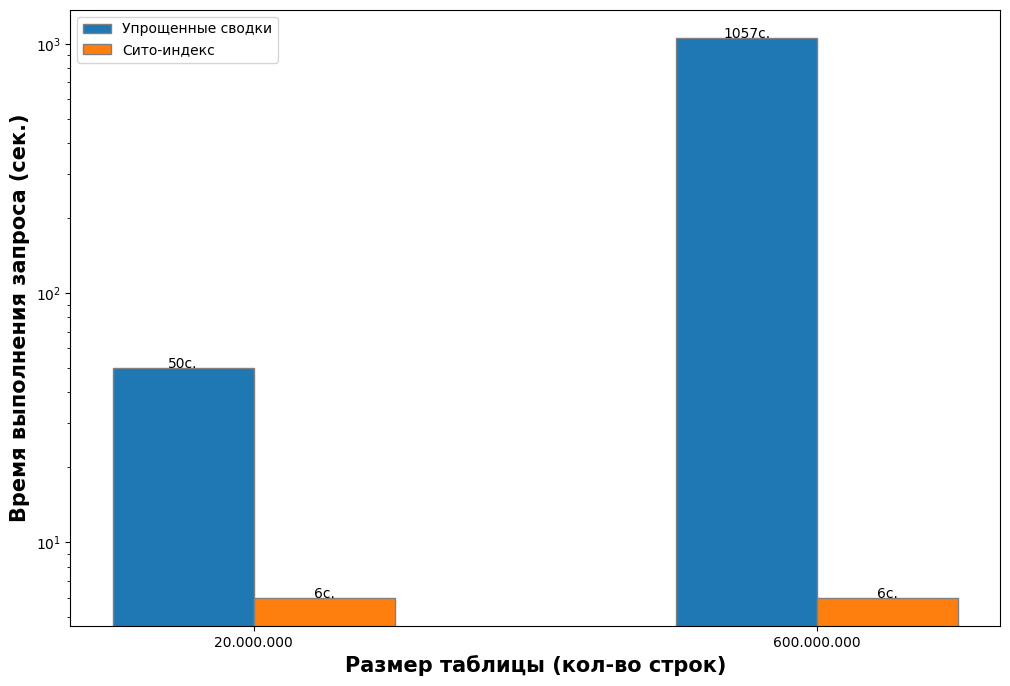 Упрощенные сводки
Сито-индекс
Время выполнения запроса (сек.)
10³
10²
10¹
50с.
6с.
1057с.
6с.
20.000.000
600.000.000
Размер таблицы (кол-во строк)